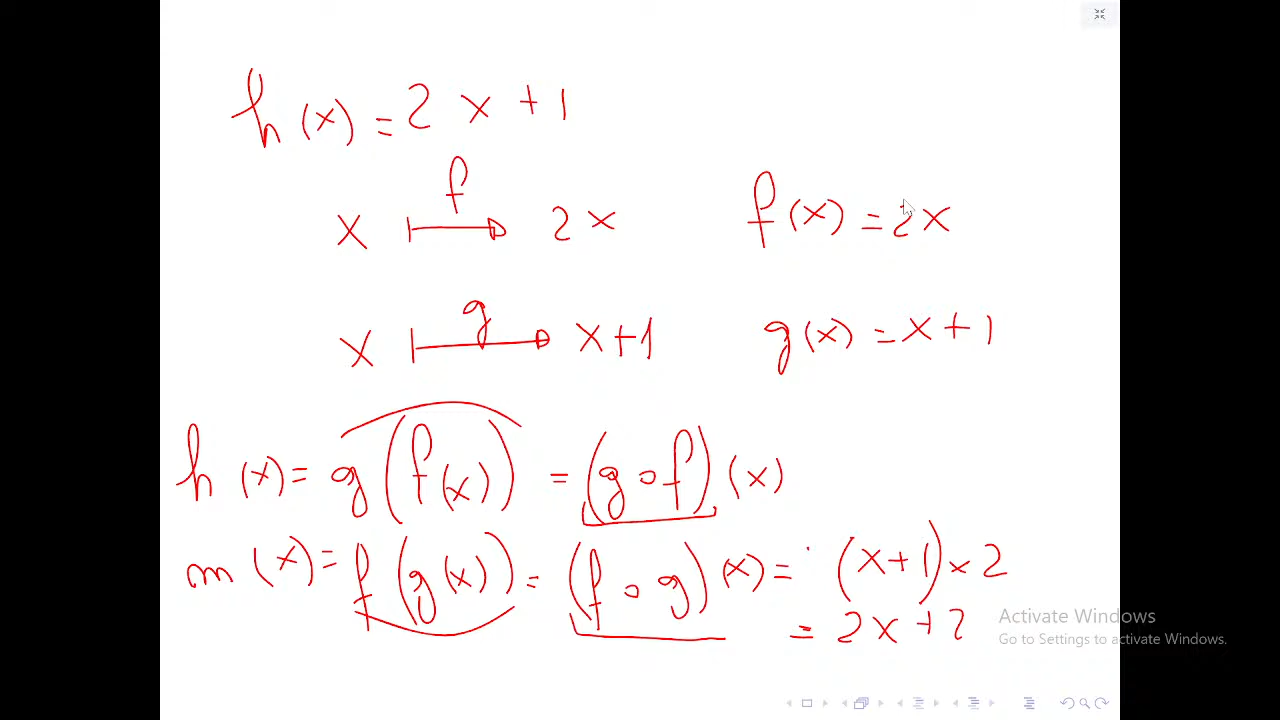 h(x) = 2x + 1
f
x ↦ 2x f(x) = 2x
g
x ↦ x+1 g(x) = x + 1
h(x) = g(f(x)) = (g∘f)(x)
m(x) = f(g(x)) = (f∘g)(x) = (x+1)×2
= 2x+2
Activate Windows
Go to Settings to activate Windows.